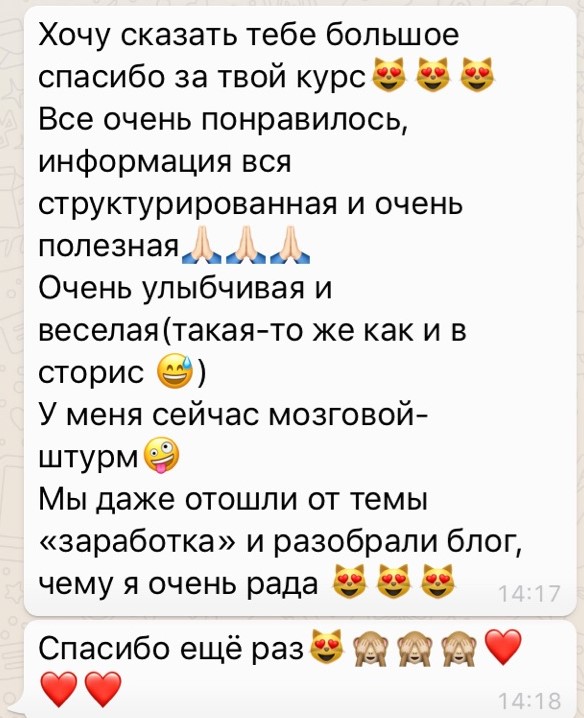 Хочу сказать тебе большое
спасибо за твой курс😻😻😻
Все очень понравилось,
информация вся
структурированная и очень
полезная🙏🏻🙏🏻🙏🏻
Очень улыбчивая и
веселая(такая-то же как и в
сторис 😅)
У меня сейчас мозговой-
штурм🤪
Мы даже отошли от темы
«заработка» и разобрали блог,
чему я очень рада 😻😻😻
14:17
Спасибо ещё раз😻🙈🙈🙈❤️
❤️❤️
14:18